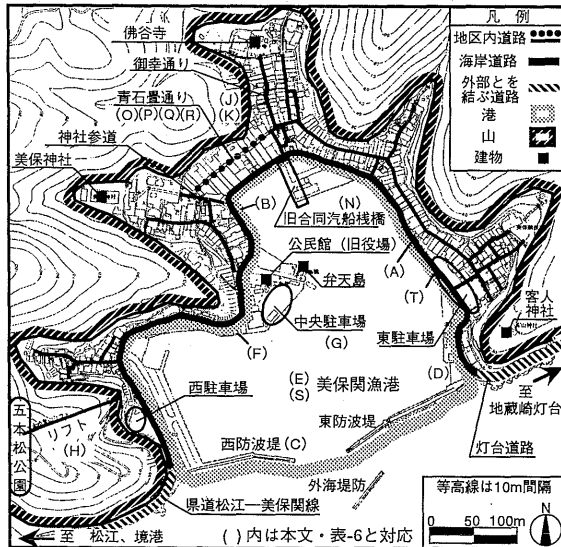 佛谷寺
御幸通り
青石畳通り
(O)(P)(Q)(R)
(J)
(K)
神社参道
美保神社
凡 例
地区内道路
海岸道路
外部とを
結ぶ道路
港
山
建物
(B)
(N)
旧合同汽船桟橋
公民館(旧役場)
弁天島
(A)
(T)
中央駐車場
(G)
東駐車場
客人
神社
(F)
(E)
(S)
美保関漁港
(D)
至
地蔵崎灯台
西駐車場
東防波堤
灯台道路
五本松公園
リフト
(H)
西防波堤(C)
外海堤防
県道松江―美保関線
等高線は10m間隔
0 50 100m
N
至 松江、境港
( )内は本文・表-6と対応